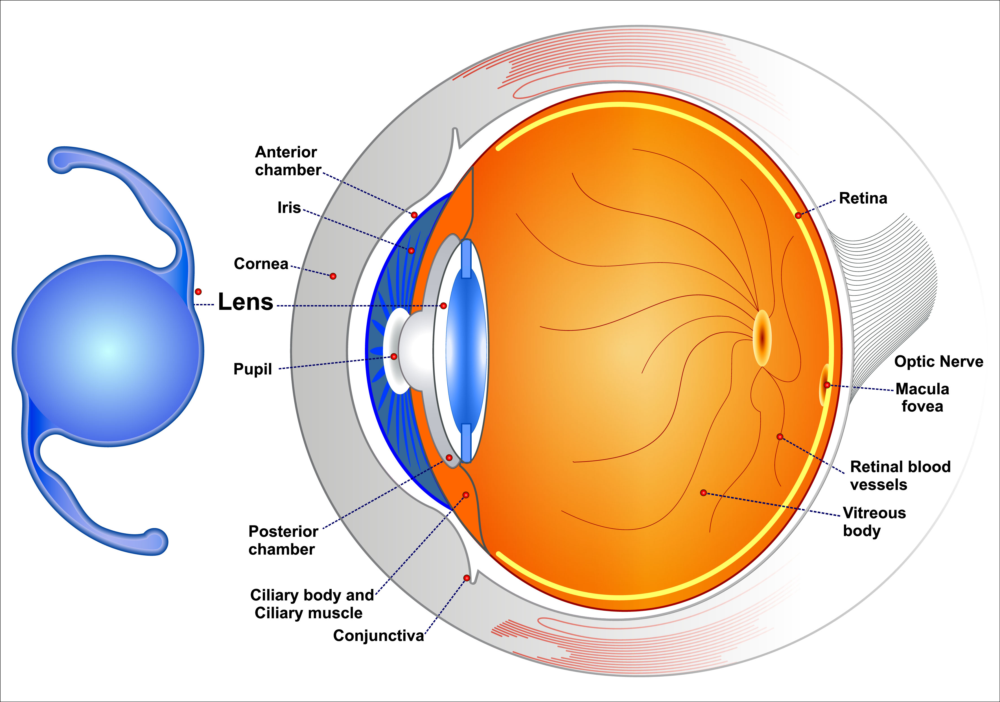 Anterior
chamber
Iris
Cornea
Lens
Pupil
Posterior
chamber
Ciliary body and
Ciliary muscle
Conjunctiva
Retina
Optic Nerve
Macula
fovea
Retinal blood
vessels
Vitreous
body